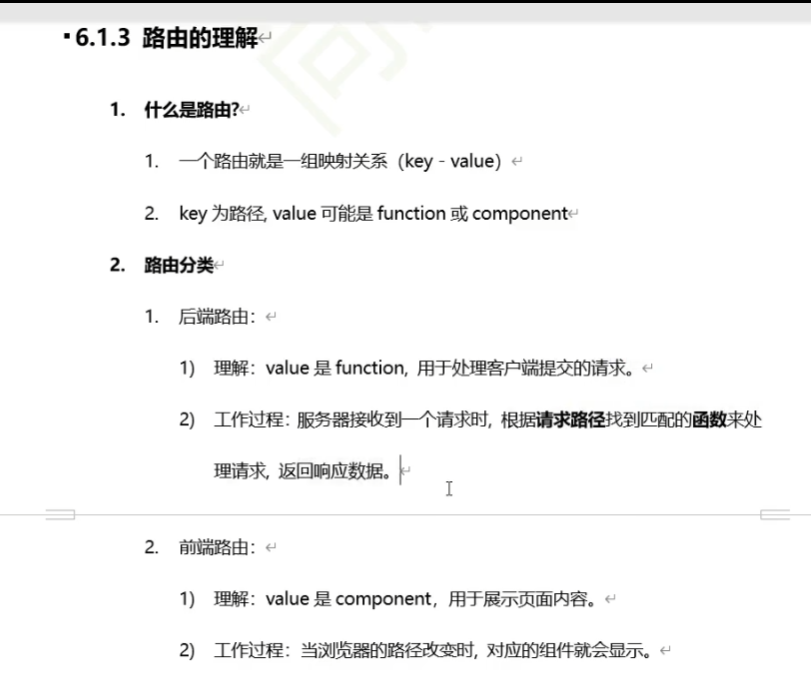 ▪6.1.3 路由的理解
1. 什么是路由?
1. 一个路由就是一组映射关系（key - value）
2. key 为路径, value 可能是 function 或 component
2. 路由分类
1. 后端路由：
1) 理解：value 是 function, 用于处理客户端提交的请求。
2) 工作过程：服务器接收到一个请求时, 根据请求路径找到匹配的函数来处
理请求, 返回响应数据。
2. 前端路由：
1) 理解：value 是 component，用于展示页面内容。
2) 工作过程：当浏览器的路径改变时, 对应的组件就会显示。